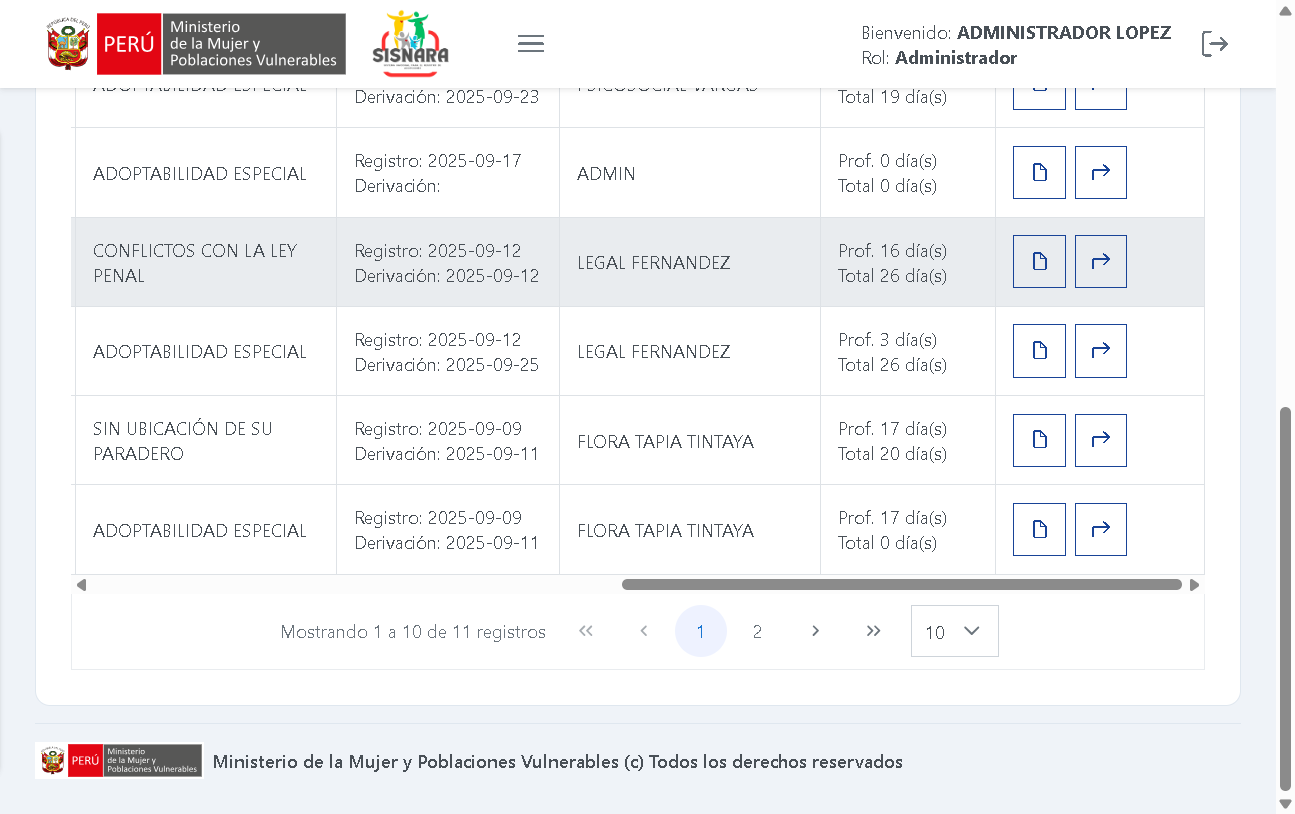 REPÚBLICA DEL PERÚ
PERÚ
Ministerio
de la Mujer y
Poblaciones Vulnerables
SISNARA
Bienvenido: ADMINISTRADOR LOPEZ
Rol: Administrador
ADOPTABILIDAD ESPECIAL
Derivación: 2025-09-23
PSICOSOCIAL VARGAS
Total 19 día(s)
ADOPTABILIDAD ESPECIAL
Registro: 2025-09-17
Derivación:
ADMIN
Prof. 0 día(s)
Total 0 día(s)
CONFLICTOS CON LA LEY
PENAL
Registro: 2025-09-12
Derivación: 2025-09-12
LEGAL FERNANDEZ
Prof. 16 día(s)
Total 26 día(s)
ADOPTABILIDAD ESPECIAL
Registro: 2025-09-12
Derivación: 2025-09-25
LEGAL FERNANDEZ
Prof. 3 día(s)
Total 26 día(s)
SIN UBICACIÓN DE SU
PARADERO
Registro: 2025-09-09
Derivación: 2025-09-11
FLORA TAPIA TINTAYA
Prof. 17 día(s)
Total 20 día(s)
ADOPTABILIDAD ESPECIAL
Registro: 2025-09-09
Derivación: 2025-09-11
FLORA TAPIA TINTAYA
Prof. 17 día(s)
Total 0 día(s)
Mostrando 1 a 10 de 11 registros
1
2
10
PERÚ
Ministerio
de la Mujer y
Poblaciones Vulnerables
Ministerio de la Mujer y Poblaciones Vulnerables (c) Todos los derechos reservados